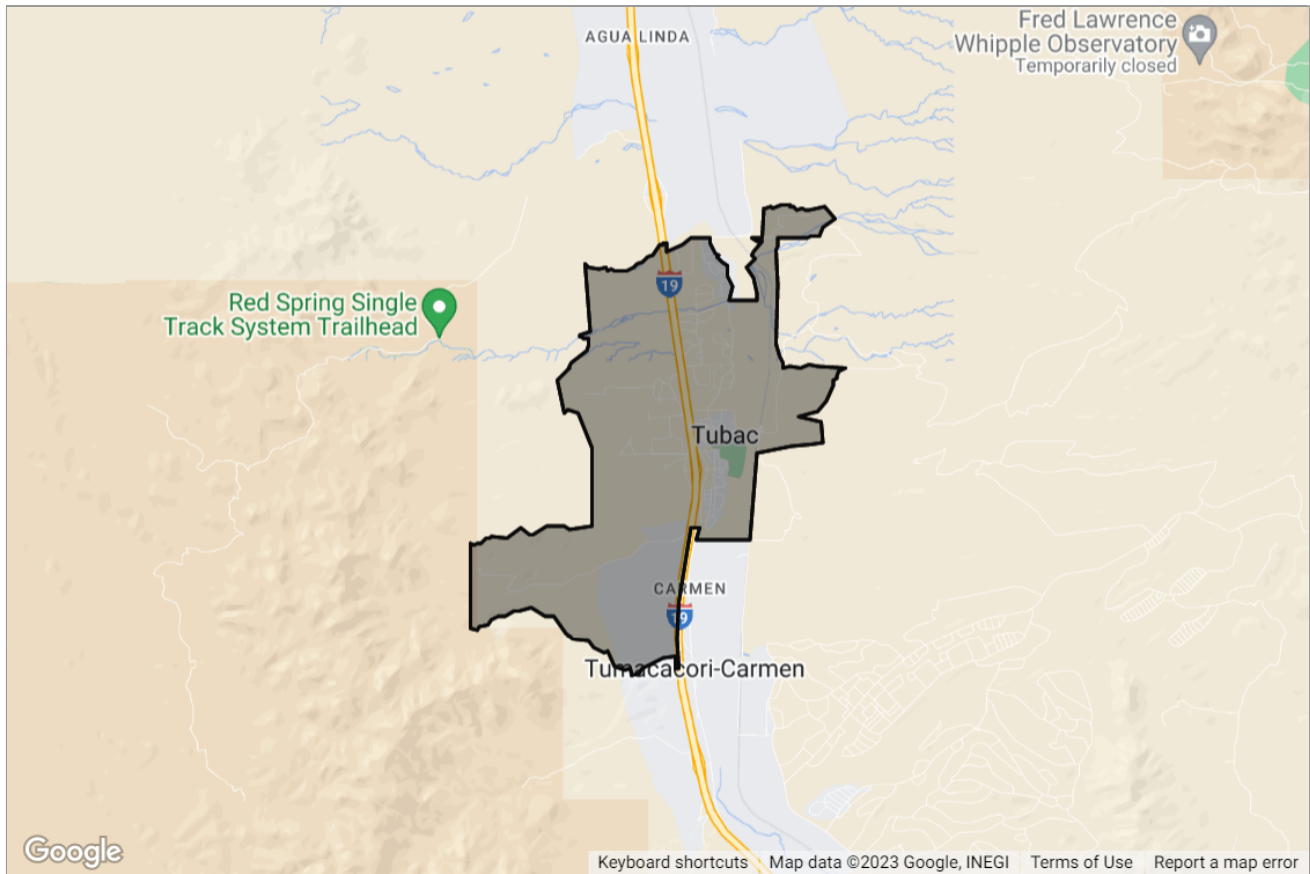 AGUA LINDA
Fred Lawrence
Whipple Observatory
Temporarily closed
19
Red Spring Single
Track System Trailhead
Tubac
CARMEN
19
Tumacacori-Carmen
Google
Keyboard shortcuts
Map data ©2023 Google, INEGI
Terms of Use
Report a map error